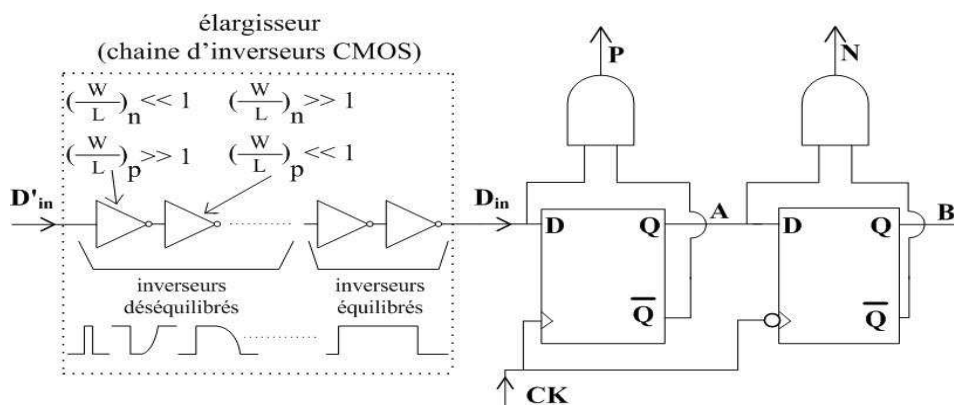 élargisseur
(chaine d'inverseurs CMOS)
P
N
(W/L)n << 1 (W/L)n >> 1
(W/L)p >> 1 (W/L)p << 1
D'in
Din
D Q
A
D Q
B
Q̅
Q̅
inverseurs déséquilibrés
inverseurs équilibrés
CK